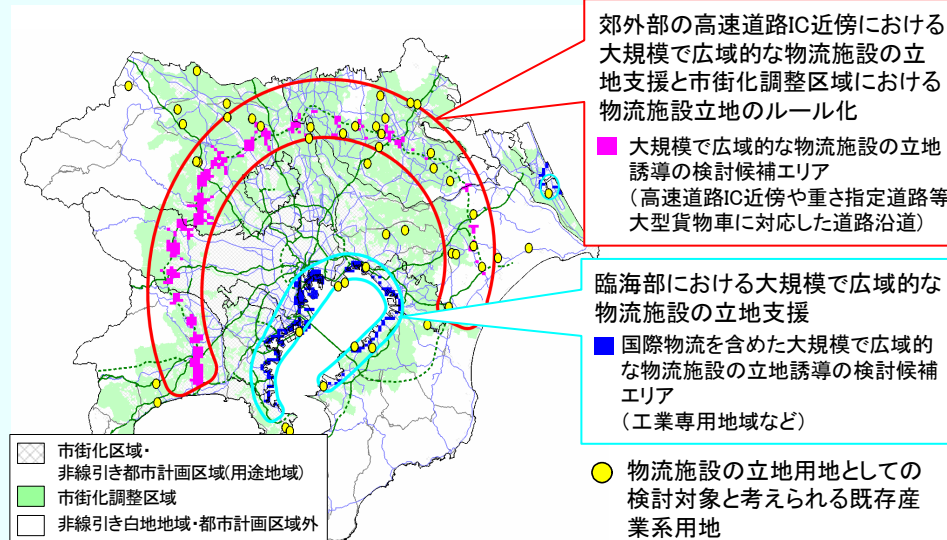 郊外部の高速道路IC近傍における
大規模で広域的な物流施設の立
地支援と市街化調整区域における
物流施設立地のルール化
大規模で広域的な物流施設の立地
誘導の検討候補エリア
(高速道路IC近傍や重さ指定道路等
大型貨物車に対応した道路沿道)
臨海部における大規模で広域的な
物流施設の立地支援
国際物流を含めた大規模で広域的
な物流施設の立地誘導の検討候補
エリア
(工業専用地域など)
物流施設の立地用地としての
検討対象と考えられる既存産
業系用地
市街化区域・
非線引き都市計画区域(用途地域)
市街化調整区域
非線引き白地地域・都市計画区域外